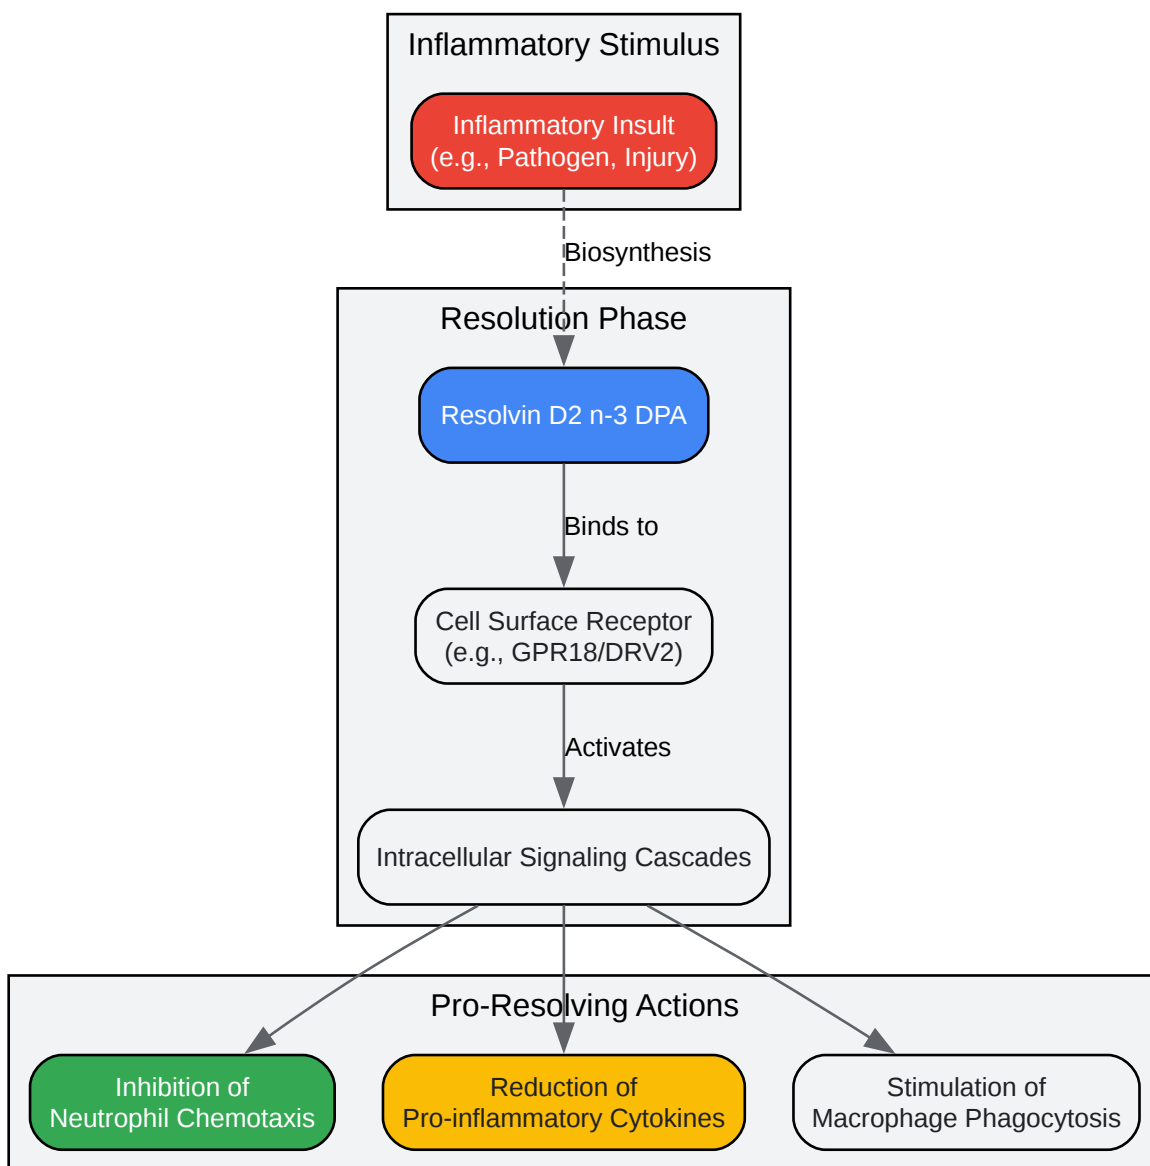 Inflammatory Stimulus
Inflammatory Insult
(e.g., Pathogen, Injury)
Biosynthesis
Resolution Phase
Resolvin D2 n-3 DPA
Binds to
Cell Surface Receptor
(e.g., GPR18/DRV2)
Activates
Intracellular Signaling Cascades
Pro-Resolving Actions
Inhibition of
Neutrophil Chemotaxis
Reduction of
Pro-inflammatory Cytokines
Stimulation of
Macrophage Phagocytosis